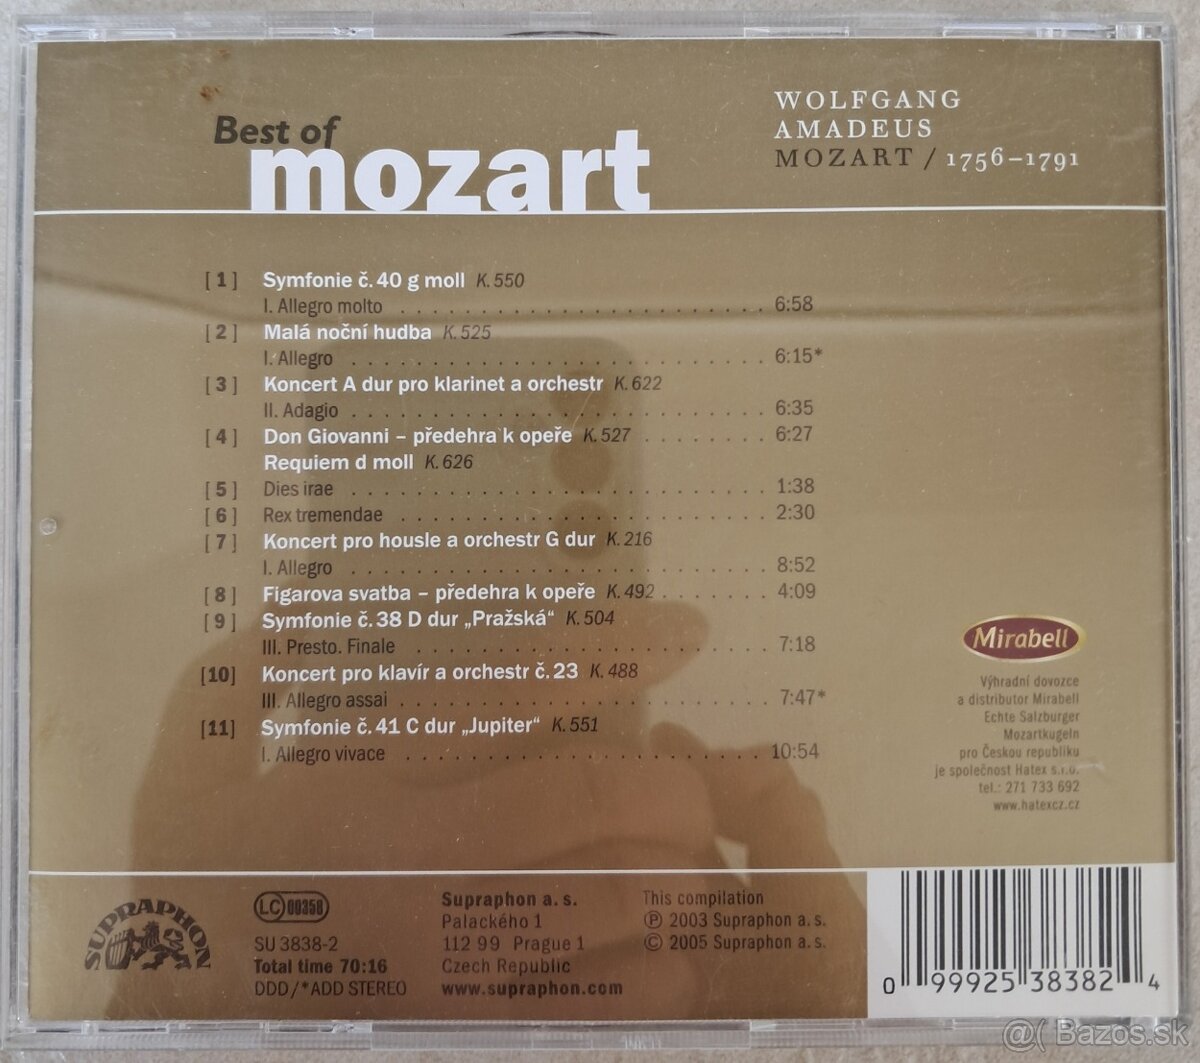 Best of
mozart
WOLFGANG
AMADEUS
MOZART / 1756–1791
[1] Symfonie č. 40 g moll K. 550
I. Allegro molto . . . . . . . . . . . . . . . . . . . . . . . . . 6:58
[2] Malá noční hudba K. 525
I. Allegro . . . . . . . . . . . . . . . . . . . . . . . . . . . . 6:15*
[3] Koncert A dur pro klarinet a orchestr K. 622
II. Adagio . . . . . . . . . . . . . . . . . . . . . . . . . . . . 6:35
[4] Don Giovanni – předehra k opeře K. 527 . . . . . . . . 6:27
Requiem d moll K. 626
[5] Dies irae . . . . . . . . . . . . . . . . . . . . . . . . . . . . 1:38
[6] Rex tremendae . . . . . . . . . . . . . . . . . . . . . . . . . 2:30
[7] Koncert pro housle a orchestr G dur K. 216
I. Allegro . . . . . . . . . . . . . . . . . . . . . . . . . . . . 8:52
[8] Figarova svatba – předehra k opeře K. 492 . . . . . . . 4:09
[9] Symfonie č. 38 D dur „Pražská“ K. 504
III. Presto. Finale . . . . . . . . . . . . . . . . . . . . . . . . 7:18
[10] Koncert pro klavír a orchestr č. 23 K. 488
III. Allegro assai . . . . . . . . . . . . . . . . . . . . . . . . . 7:47*
[11] Symfonie č. 41 C dur „Jupiter“ K. 551
I. Allegro vivace . . . . . . . . . . . . . . . . . . . . . . . . 10:54
Mirabell
Výhradní dovozce
a distributor Mirabell
Echte Salzburger
Mozartkugeln
pro Českou republiku
je společnost Hatex s.r.o.
tel.: 271 733 692
www.hatexcz.cz
SUPRAPHON
LC 00358
SU 3838-2
Total time 70:16
DDD/*ADD STEREO
Supraphon a. s.
Palackého 1
112 99 Prague 1
Czech Republic
www.supraphon.com
This compilation
℗ 2003 Supraphon a. s.
© 2005 Supraphon a. s.
0 99925 38382 4
@( Bazos.sk